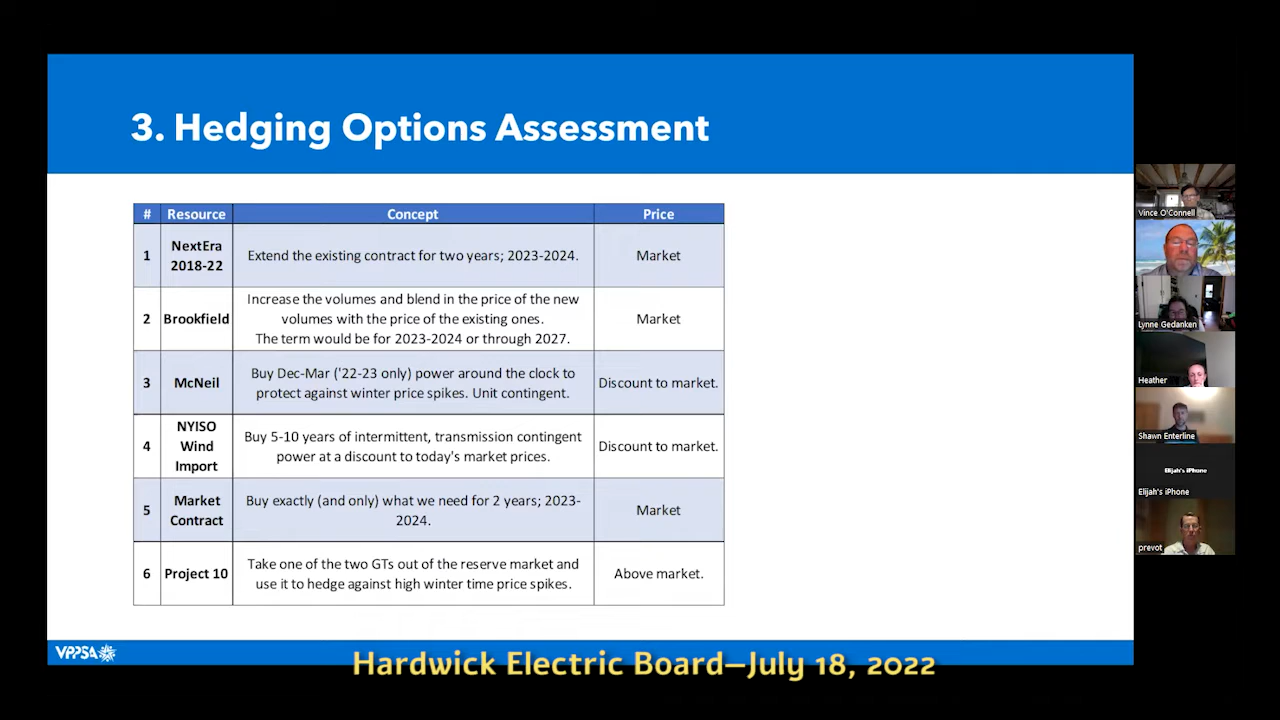 3. Hedging Options Assessment
# Resource Concept Price
1 NextEra 2018-22 Extend the existing contract for two years; 2023-2024. Market
2 Brookfield Increase the volumes and blend in the price of the new
volumes with the price of the existing ones.
The term would be for 2023-2024 or through 2027. Market
3 McNeil Buy Dec-Mar ('22-23 only) power around the clock to
protect against winter price spikes. Unit contingent. Discount to market.
4 NYISO Wind Import Buy 5-10 years of intermittent, transmission contingent
power at a discount to today's market prices. Discount to market.
5 Market Contract Buy exactly (and only) what we need for 2 years; 2023-
2024. Market
6 Project 10 Take one of the two GTs out of the reserve market and
use it to hedge against high winter time price spikes. Above market.
VPPSA
Hardwick Electric Board—July 18, 2022
Vince O'Connell
Lynne Gedanken
Heather
Shawn Enterline
Elijah's iPhone
Elijah's iPhone
prevot